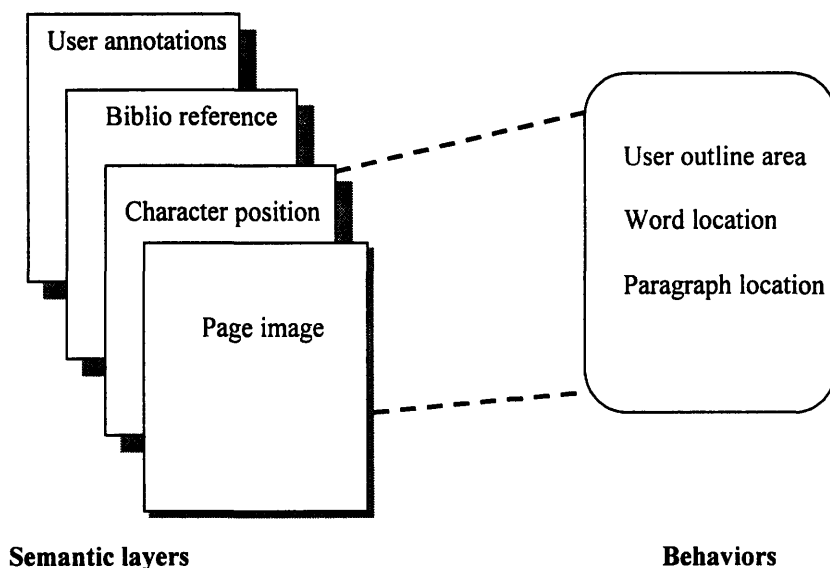 User annotations
Biblio reference
Character position
Page image
User outline area
Word location
Paragraph location
Semantic layers
Behaviors